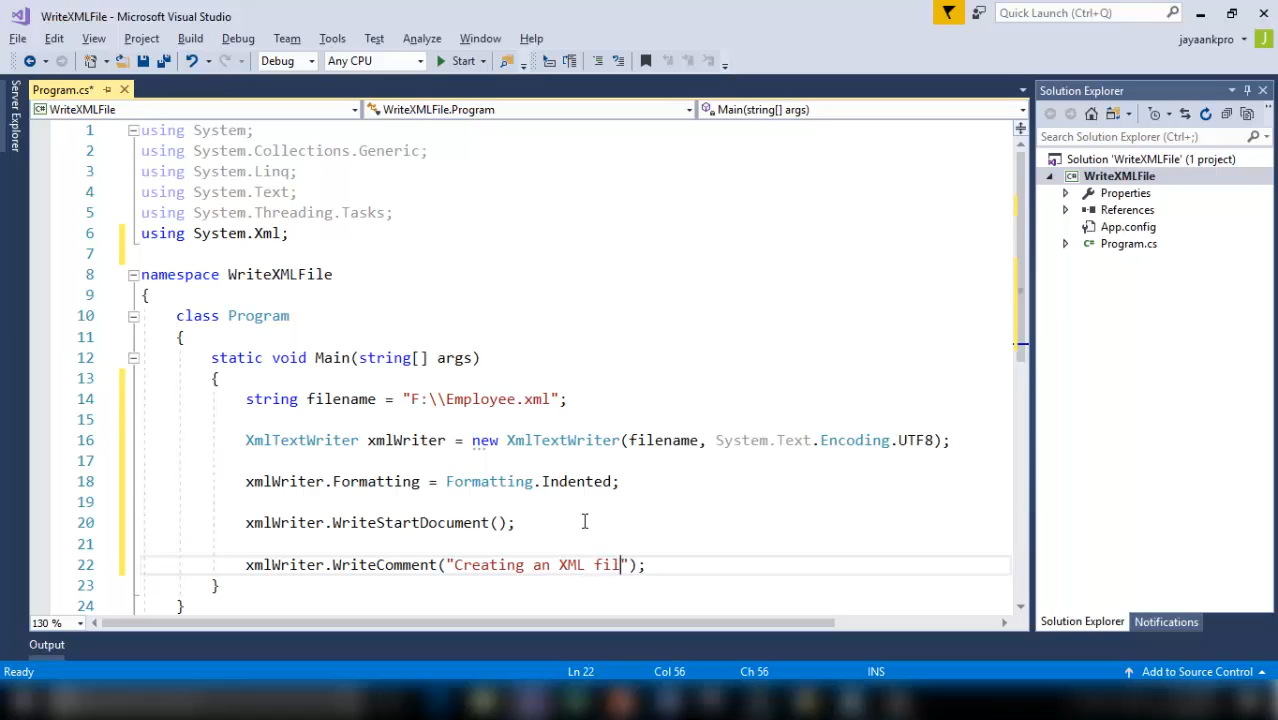 WriteXMLFile - Microsoft Visual Studio
Quick Launch (Ctrl+Q)
File Edit View Project Build Debug Team Tools Test Analyze Window Help
jayaankpro J
Debug Any CPU Start
Server Explorer
Program.cs*
WriteXMLFile WriteXMLFile.Program Main(string[] args)
1 using System;
2 using System.Collections.Generic;
3 using System.Linq;
4 using System.Text;
5 using System.Threading.Tasks;
6 using System.Xml;
7
8 namespace WriteXMLFile
9 {
10 class Program
11 {
12 static void Main(string[] args)
13 {
14 string filename = "F:\\Employee.xml";
15
16 XmlTextWriter xmlWriter = new XmlTextWriter(filename, System.Text.Encoding.UTF8);
17
18 xmlWriter.Formatting = Formatting.Indented;
19
20 xmlWriter.WriteStartDocument();
21
22 xmlWriter.WriteComment("Creating an XML fil");
23 }
24 }
130 %
Solution Explorer
Search Solution Explorer (Ctrl+;)
Solution 'WriteXMLFile' (1 project)
C# WriteXMLFile
Properties
References
App.config
C# Program.cs
Solution Explorer Notifications
Output
Ready Ln 22 Col 56 Ch 56 INS Add to Source Control